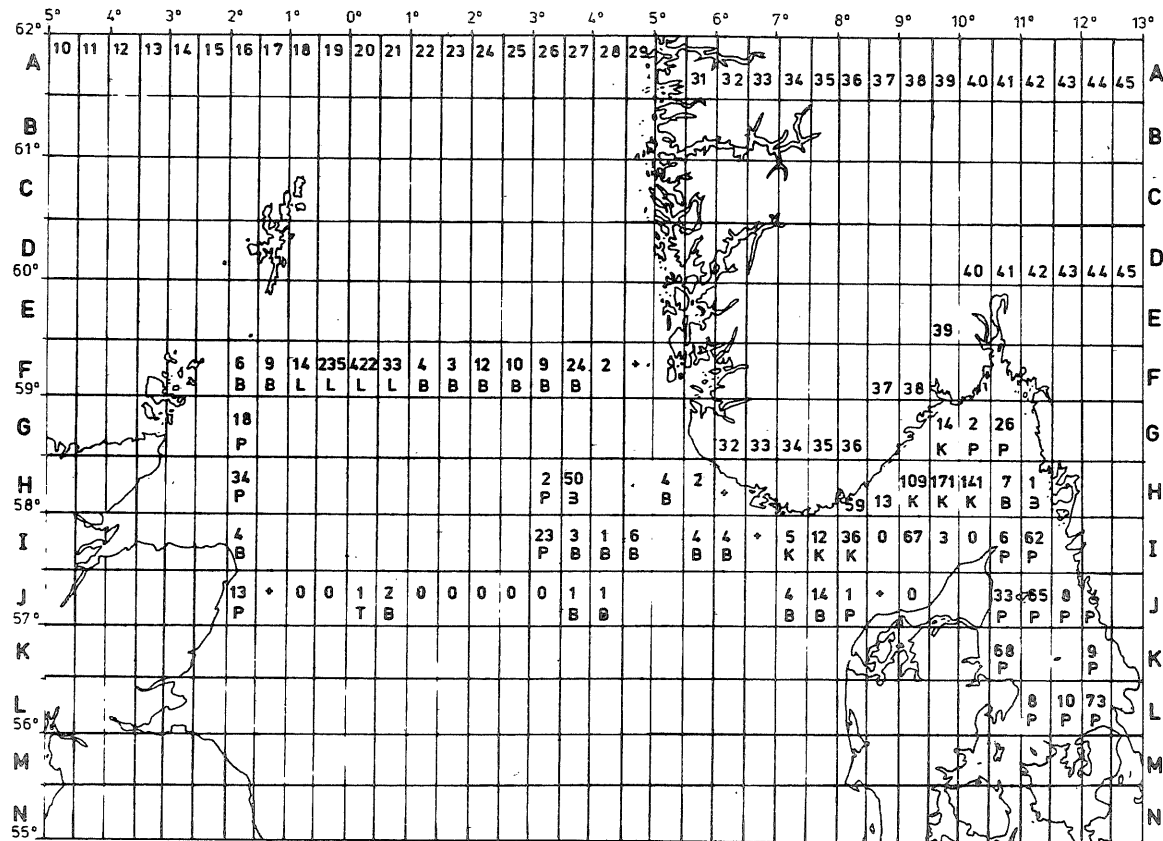 5° 4° 3° 2° 1° 0° 1° 2° 3° 4° 5° 6° 7° 8° 9° 10° 11° 12° 13°
62°
10 11 12 13 14 15 16 17 18 19 20 21 22 23 24 25 26 27 28 29
A 31 32 33 34 35 36 37 38 39 40 41 42 43 44 45 A
B B
61°
C C
D D
60° 40 41 42 43 44 45
E E
39
F 6 9 14 235 422 33 4 3 12 10 9 24 2 + F
B B L L L L B B B B B B
59° 37 38
G 18 14 2 26 G
P 32 33 34 35 36 K P P
H 34 2 50 4 2 + 59 13 109 171 141 7 1 H
P P B B K K K B B
58°
I 4 23 3 1 6 4 4 + 5 12 36 0 67 3 0 6 62 I
B P B B B B B K K K P P
J 13 + 0 0 1 2 0 0 0 0 0 1 1 4 14 1 + 0 33 65 8 2 J
P T B B B B B P P P P P
57°
K 68 9 K
P P
L 8 10 73 L
P P P
56°
M M
N N
55°